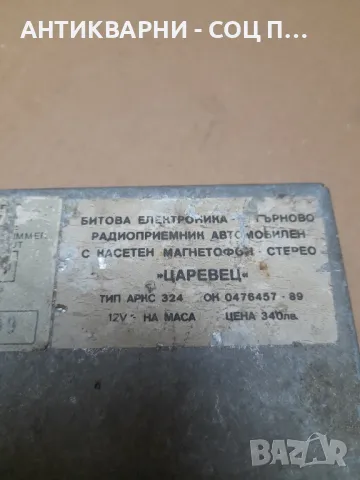 АНТИКВАРНИ - СОЦ П...
БИТОВА ЕЛЕКТРОНИКА ТЪРНОВО
РАДИОПРИЕМНИК АВТОМОБИЛЕН
С КАСЕТЕН МАГНЕТОФОН СТЕРЕО
»ЦАРЕВЕЦ«
ТИП АРКС 324 ОН 0476457-89
12V НА МАСА ЦЕНА 340лв.
BAZAR